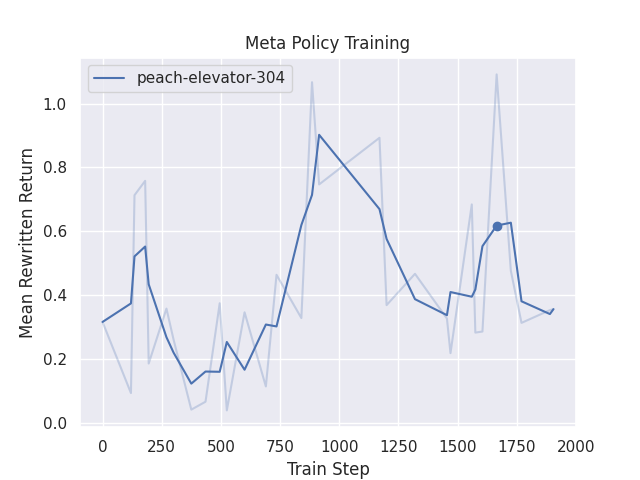 Meta Policy Training
peach-elevator-304
Mean Rewritten Return
1.0
0.8
0.6
0.4
0.2
0.0
0 250 500 750 1000 1250 1500 1750 2000
Train Step